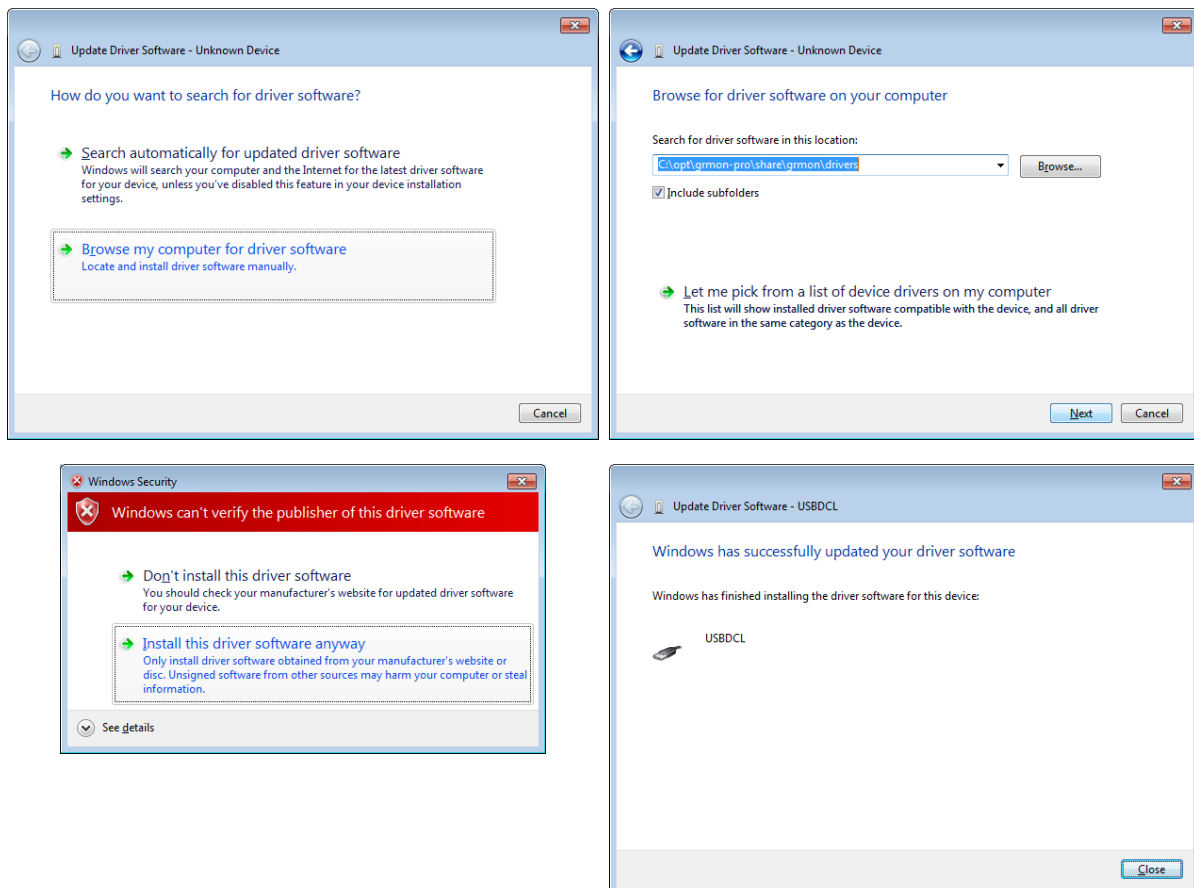 Update Driver Software - Unknown Device
How do you want to search for driver software?
Search automatically for updated driver software
Windows will search your computer and the Internet for the latest driver software
for your device, unless you've disabled this feature in your device installation
settings.
Browse my computer for driver software
Locate and install driver software manually.
Cancel
Update Driver Software - Unknown Device
Browse for driver software on your computer
Search for driver software in this location:
C:\opt\grmon-pro\share\grmon\drivers
Browse...
Include subfolders
Let me pick from a list of device drivers on my computer
This list will show installed driver software compatible with the device, and all driver
software in the same category as the device.
Next
Cancel
Windows Security
Windows can't verify the publisher of this driver software
Don't install this driver software
You should check your manufacturer's website for updated driver software
for your device.
Install this driver software anyway
Only install driver software obtained from your manufacturer's website or
disc. Unsigned software from other sources may harm your computer or steal
information.
See details
Update Driver Software - USBDCL
Windows has successfully updated your driver software
Windows has finished installing the driver software for this device:
USBDCL
Close